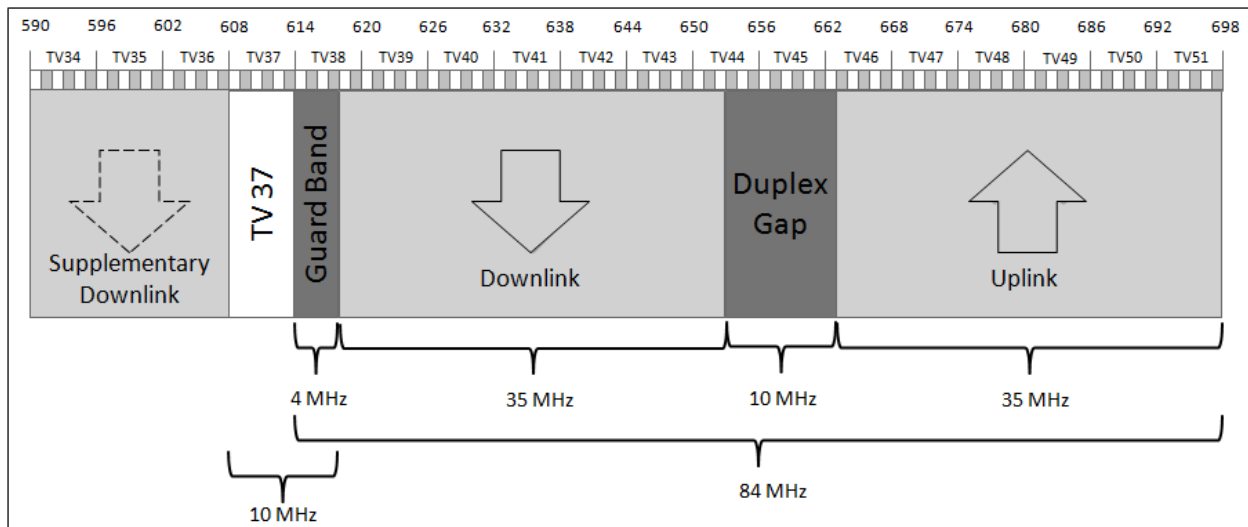 590 596 602 608 614 620 626 632 638 644 650 656 662 668 674 680 686 692 698
TV34 TV35 TV36 TV37 TV38 TV39 TV40 TV41 TV42 TV43 TV44 TV45 TV46 TV47 TV48 TV49 TV50 TV51
Supplementary
Downlink
TV 37
Guard Band
Downlink
Duplex
Gap
Uplink
4 MHz 35 MHz 10 MHz 35 MHz
84 MHz
10 MHz